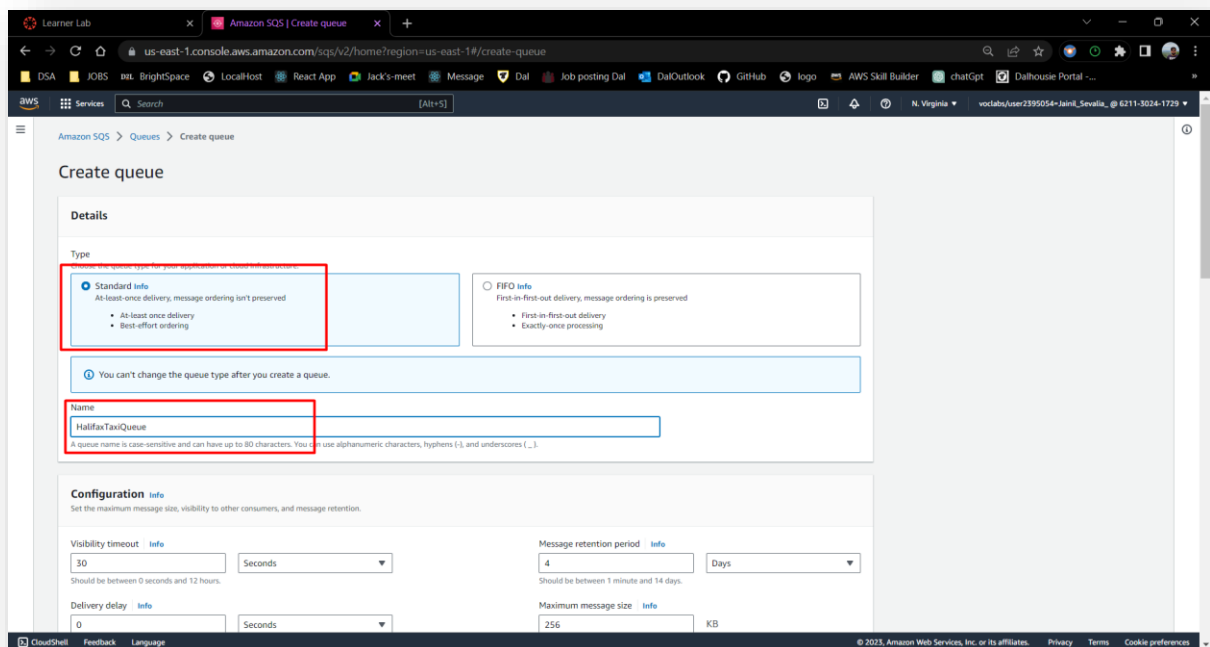 Learner Lab
Amazon SQS | Create queue
us-east-1.console.aws.amazon.com/sqs/v2/home?region=us-east-1#/create-queue
DSA JOBS BRL BrightSpace LocalHost React App Jack's-meet Message Dal Job posting Dal DalOutlook GitHub logo AWS Skill Builder chatGpt Dalhousie Portal -... »
aws Services Search [Alt+S] N. Virginia ▼ voclabs/user2395054=Jainil_Sevalia_ @ 6211-3024-1729 ▼
Amazon SQS > Queues > Create queue
Create queue
Details
Type
Choose the queue type for your application or cloud infrastructure.
Standard Info
At-least-once delivery, message ordering isn't preserved
• At-least once delivery
• Best-effort ordering
FIFO Info
First-in-first-out delivery, message ordering is preserved
• First-in-first-out delivery
• Exactly-once processing
You can't change the queue type after you create a queue.
Name
HalifaxTaxiQueue
A queue name is case-sensitive and can have up to 80 characters. You can use alphanumeric characters, hyphens (-), and underscores ( _ ).
Configuration Info
Set the maximum message size, visibility to other consumers, and message retention.
Visibility timeout Info
30 Seconds
Should be between 0 seconds and 12 hours.
Message retention period Info
4 Days
Should be between 1 minute and 14 days.
Delivery delay Info
0 Seconds
Maximum message size Info
256 KB
CloudShell Feedback Language © 2023, Amazon Web Services, Inc. or its affiliates. Privacy Terms Cookie preferences